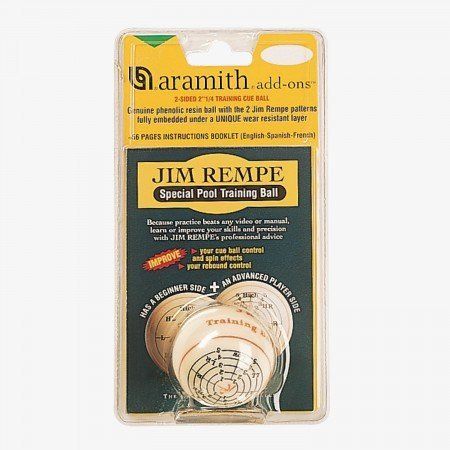 aramith add-ons™
2-SIDED 2"1/4 TRAINING CUE BALL
Genuine phenolic resin ball with the 2 Jim Rempe patterns
fully embedded under a UNIQUE wear resistant layer
56 PAGES INSTRUCTIONS BOOKLET (English-Spanish-French)
JIM REMPE
Special Pool Training Ball
Because practice beats any video or manual,
learn or improve your skills and precision
with JIM REMPE's professional advice
IMPROVE
your cue ball control
and spin effects
your rebound control
HAS A BEGINNER SIDE + AN ADVANCED PLAYER SIDE
Training